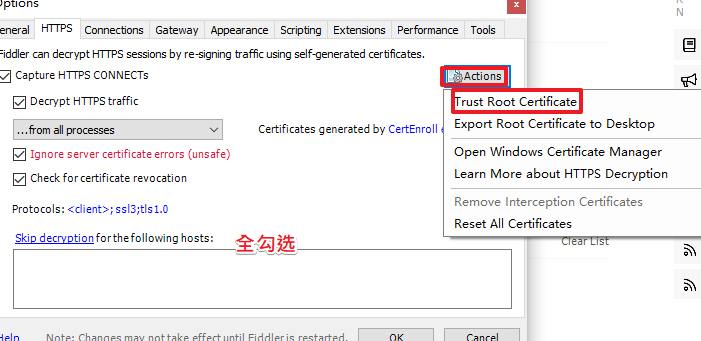 Options
K
N
eneral HTTPS Connections Gateway Appearance Scripting Extensions Performance Tools
Fiddler can decrypt HTTPS sessions by re-signing traffic using self-generated certificates.
Capture HTTPS CONNECTs
Actions
Decrypt HTTPS traffic
Trust Root Certificate
...from all processes
Certificates generated by CertEnroll e
Export Root Certificate to Desktop
Ignore server certificate errors (unsafe)
Open Windows Certificate Manager
Check for certificate revocation
Learn More about HTTPS Decryption
Remove Interception Certificates
Protocols: <client>; ssl3;tls1.0
Reset All Certificates
Skip decryption for the following hosts:
全勾选
Clear List
Help
Note: Changes may not take effect until Fiddler is restarted.
OK
Cancel